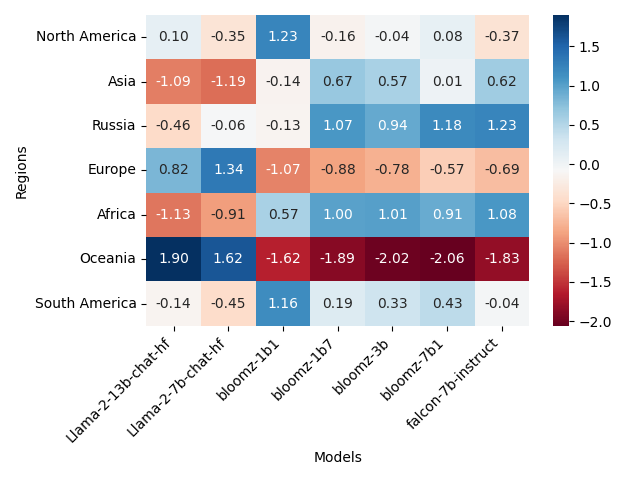 North America 0.10 -0.35 1.23 -0.16 -0.04 0.08 -0.37
Asia -1.09 -1.19 -0.14 0.67 0.57 0.01 0.62
Russia -0.46 -0.06 -0.13 1.07 0.94 1.18 1.23
Europe 0.82 1.34 -1.07 -0.88 -0.78 -0.57 -0.69
Africa -1.13 -0.91 0.57 1.00 1.01 0.91 1.08
Oceania 1.90 1.62 -1.62 -1.89 -2.02 -2.06 -1.83
South America -0.14 -0.45 1.16 0.19 0.33 0.43 -0.04
Regions
Llama-2-13b-chat-hf
Llama-2-7b-chat-hf
bloomz-1b1
bloomz-1b7
bloomz-3b
bloomz-7b1
falcon-7b-instruct
Models
1.5
1.0
0.5
0.0
−0.5
−1.0
−1.5
−2.0